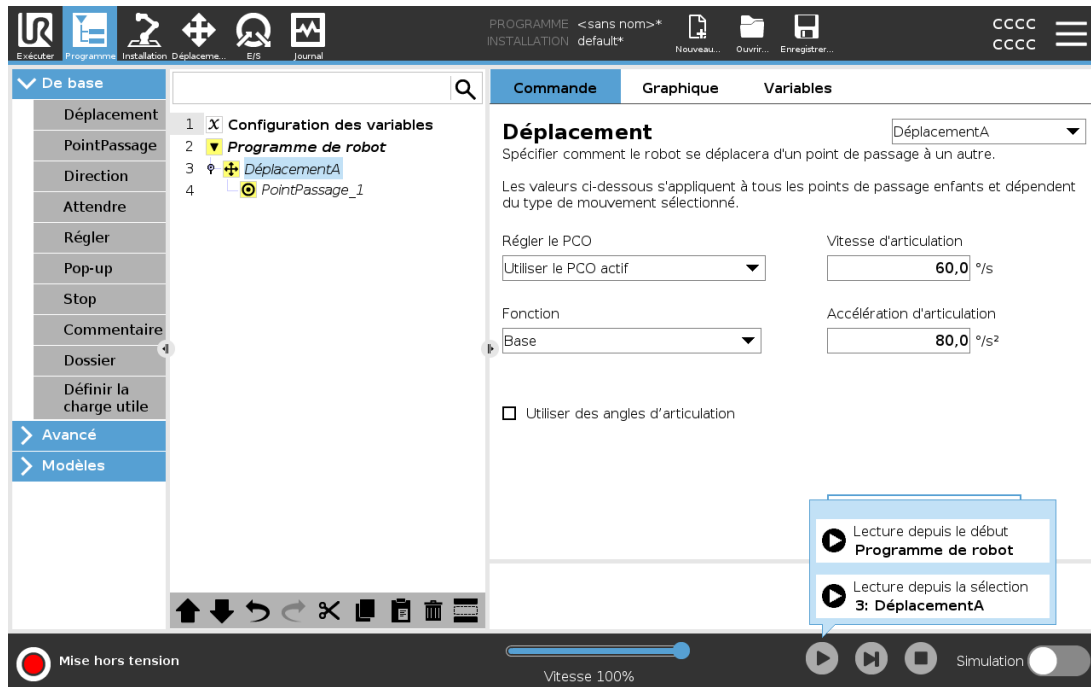 UR
PROGRAMME <sans nom>*
INSTALLATION default*
CCCC
CCCC
Exécuter Programme Installation Déplaceme... E/S Journal Nouveau... Ouvrir... Enregistrer...
De base
Déplacement
PointPassage
Direction
Attendre
Régler
Pop-up
Stop
Commentaire
Dossier
Définir la
charge utile
Avancé
Modèles
1 X Configuration des variables
2 Programme de robot
3 DéplacementA
4 PointPassage_1
Commande Graphique Variables
Déplacement
DéplacementA
Spécifier comment le robot se déplacera d'un point de passage à un autre.
Les valeurs ci-dessous s'appliquent à tous les points de passage enfants et dépendent
du type de mouvement sélectionné.
Régler le PCO Vitesse d'articulation
Utiliser le PCO actif 60,0 °/s
Fonction Accélération d'articulation
Base 80,0 °/s²
Utiliser des angles d'articulation
Lecture depuis le début
Programme de robot
Lecture depuis la sélection
3: DéplacementA
Mise hors tension
Vitesse 100%
Simulation